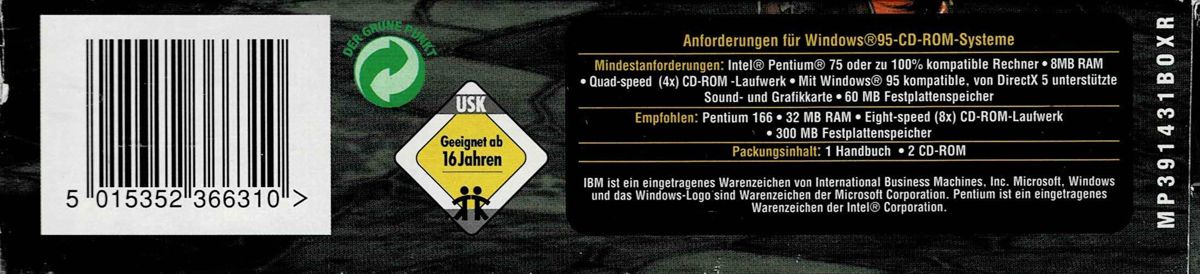 5 015352 366310 >
DER GRÜNE PUNKT
USK
Geeignet ab
16 Jahren
Anforderungen für Windows®95-CD-ROM-Systeme
Mindestanforderungen: Intel® Pentium® 75 oder zu 100% kompatible Rechner • 8MB RAM
• Quad-speed (4x) CD-ROM -Laufwerk • Mit Windows® 95 kompatible, von DirectX 5 unterstützte
Sound- und Grafikkarte • 60 MB Festplattenspeicher
Empfohlen: Pentium 166 • 32 MB RAM • Eight-speed (8x) CD-ROM-Laufwerk
• 300 MB Festplattenspeicher
Packungsinhalt: 1 Handbuch • 2 CD-ROM
IBM ist ein eingetragenes Warenzeichen von International Business Machines, Inc. Microsoft, Windows
und das Windows-Logo sind Warenzeichen der Microsoft Corporation. Pentium ist ein eingetragenes
Warenzeichen der Intel® Corporation.
MP391431BOXR